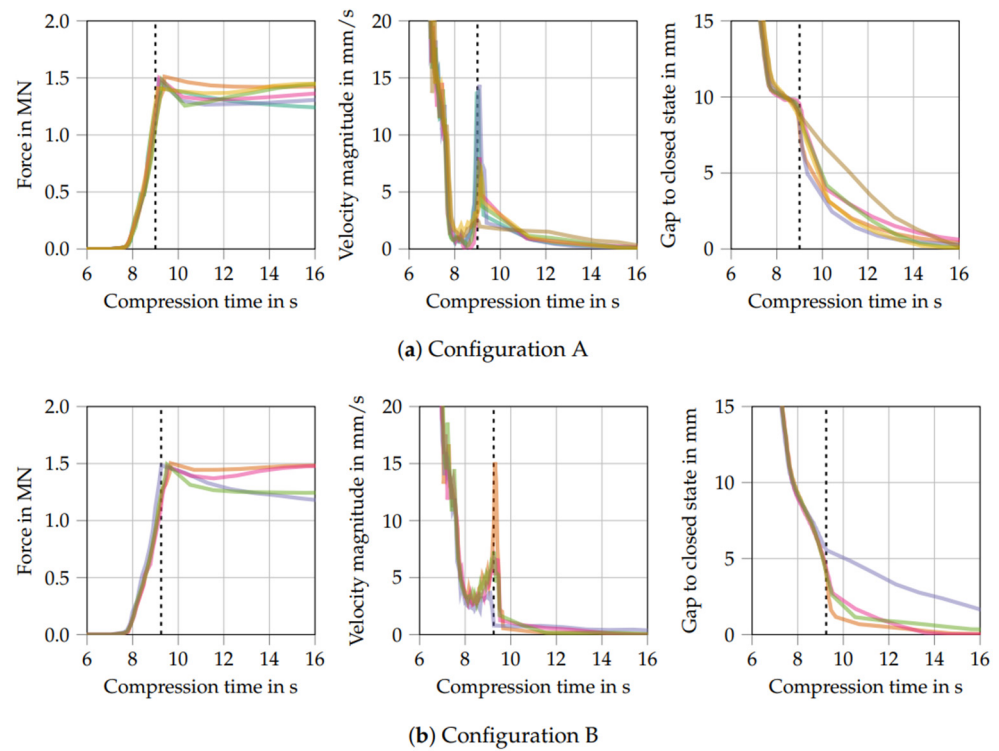 2.0
1.5
1.0
0.5
0.0
Force in MN
6 8 10 12 14 16
Compression time in s
20
15
10
5
0
Velocity magnitude in mm/s
6 8 10 12 14 16
Compression time in s
15
10
5
0
Gap to closed state in mm
6 8 10 12 14 16
Compression time in s
(a) Configuration A
2.0
1.5
1.0
0.5
0.0
Force in MN
6 8 10 12 14 16
Compression time in s
20
15
10
5
0
Velocity magnitude in mm/s
6 8 10 12 14 16
Compression time in s
15
10
5
0
Gap to closed state in mm
6 8 10 12 14 16
Compression time in s
(b) Configuration B